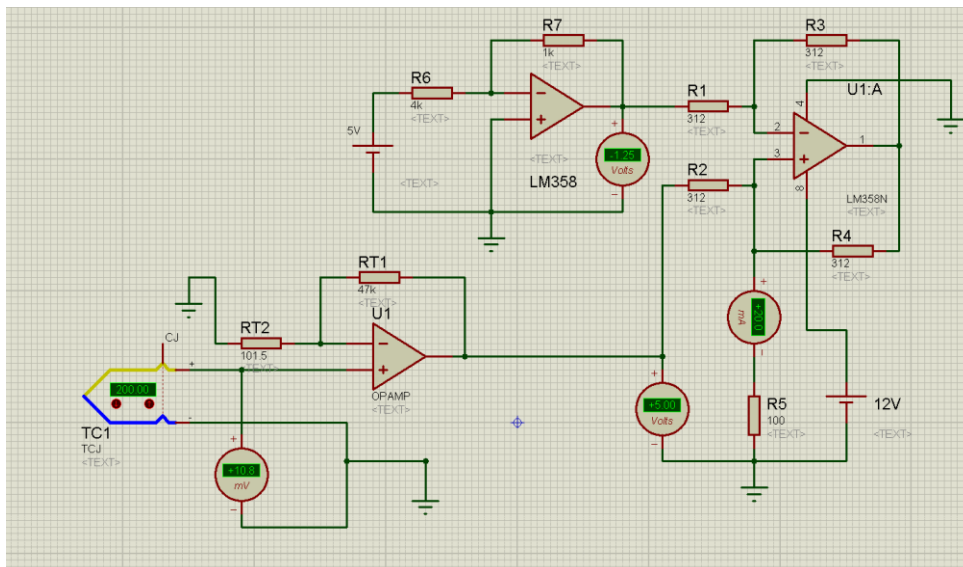 R7
1k
<TEXT>
R3
312
<TEXT>
R6
4k
<TEXT>
R1
312
<TEXT>
U1:A
4
2
3
1
8
5V
<TEXT>
<TEXT>
LM358
+
-1.25
Volts
R2
312
<TEXT>
LM358N
<TEXT>
R4
312
<TEXT>
RT1
47k
<TEXT>
U1
RT2
101.5
<TEXT>
CJ
+
200.00
-
OPAMP
<TEXT>
+
+20.0
mA
+
+5.00
Volts
R5
100
<TEXT>
12V
<TEXT>
TC1
TCJ
<TEXT>
+
+10.8
mV